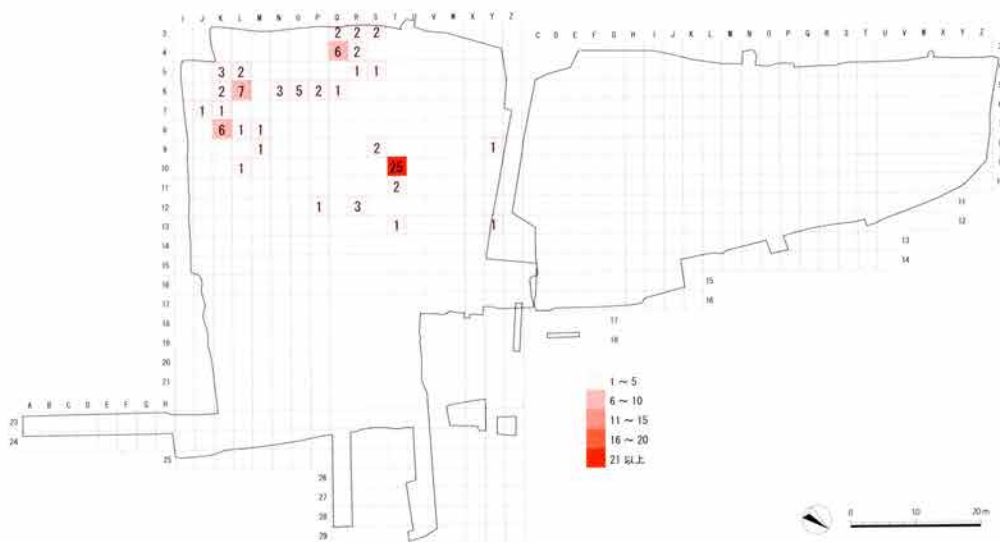 I J K L M N O P Q R S T U V W X Y Z
C D E F G H I J K L M N O P Q R S T U V W X Y Z
3 2 2 2
4 6 2
5 3 2 1 1
6 2 7 3 5 2 1
7 1 1
8 6 1 1
9 1 2 1
10 1 25
11 2
12 1 3
13 1 1
14
15
16
17
18
19
20
21
A B C D E F G H
23
24
25
26
27
28
29
11
12
13
14
15
16
17
18
1 ～ 5
6 ～ 10
11 ～ 15
16 ～ 20
21 以上
0 10 20 m